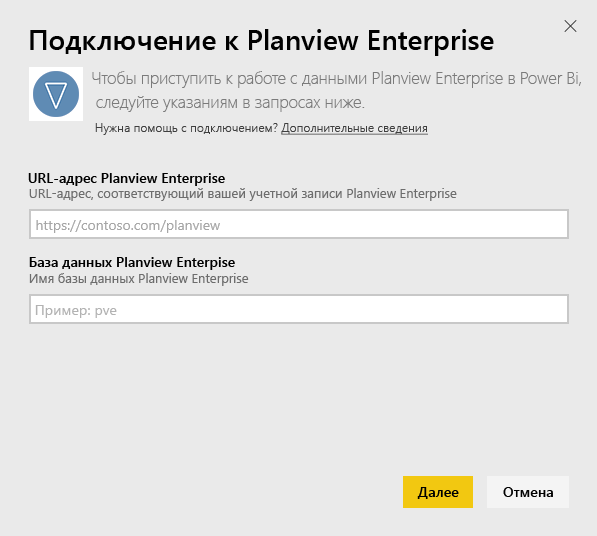 Подключение к Planview Enterprise
Чтобы приступить к работе с данными Planview Enterprise в Power Bi,
следуйте указаниям в запросах ниже.
Нужна помощь с подключением? Дополнительные сведения
URL-адрес Planview Enterprise
URL-адрес, соответствующий вашей учетной записи Planview Enterprise
https://contoso.com/planview
База данных Planview Enterpise
Имя базы данных Planview Enterprise
Пример: pve
Далее
Отмена